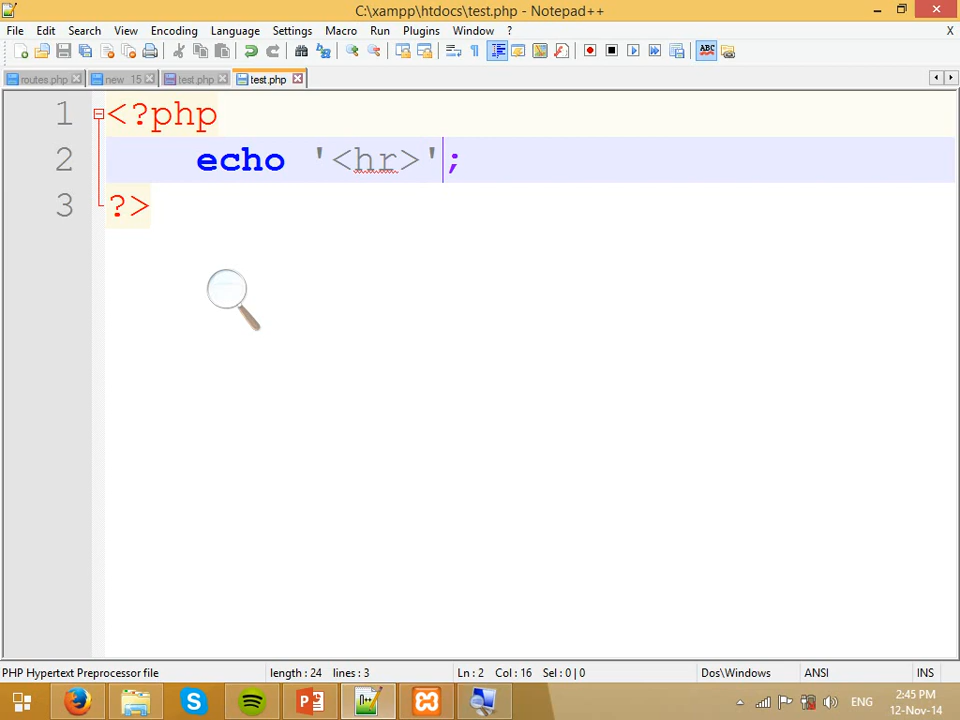 C:\xampp\htdocs\test.php - Notepad++
File Edit Search View Encoding Language Settings Macro Run Plugins Window ? X
routes.php new 15 test.php test.php
1 <?php
2 echo '<hr>';
3 ?>
PHP Hypertext Preprocessor file length : 24 lines : 3 Ln : 2 Col : 16 Sel : 0 | 0 Dos\Windows ANSI INS
ENG 2:45 PM
12-Nov-14